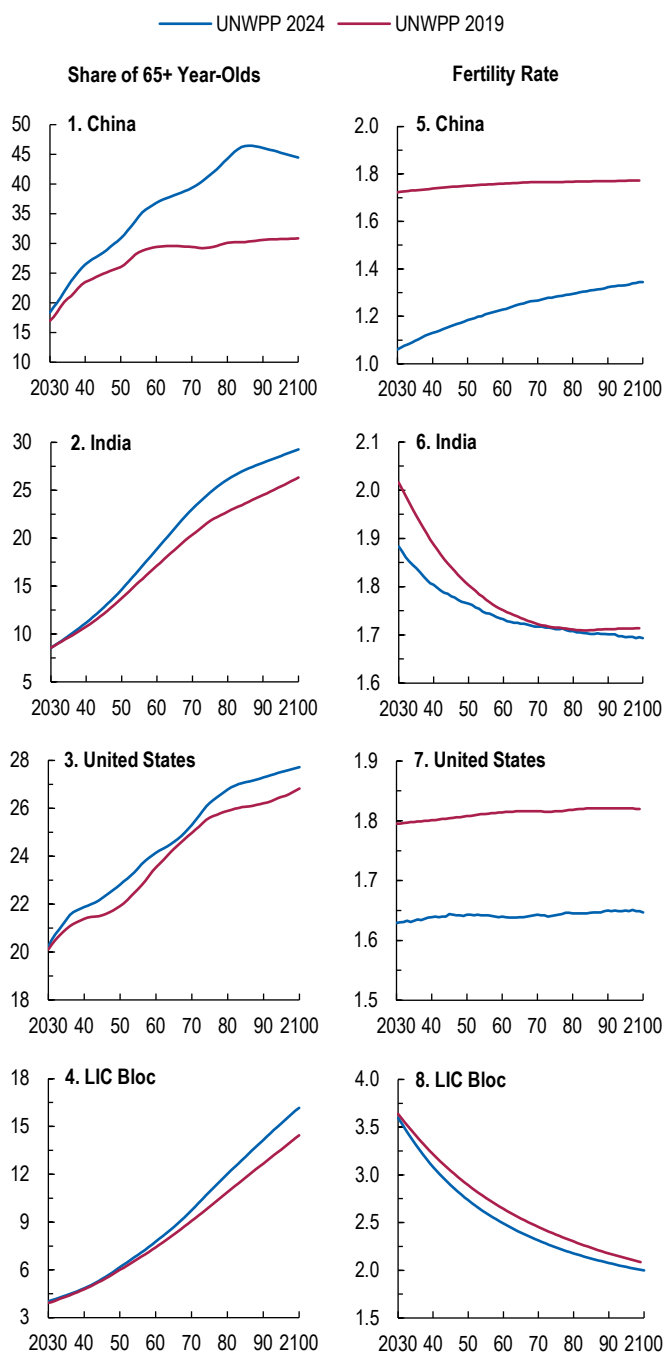 UNWPP 2024 UNWPP 2019
Share of 65+ Year-Olds
Fertility Rate
1. China
50
45
40
35
30
25
20
15
10
2030 40 50 60 70 80 90 2100
5. China
2.0
1.8
1.6
1.4
1.2
1.0
2030 40 50 60 70 80 90 2100
2. India
30
25
20
15
10
5
2030 40 50 60 70 80 90 2100
6. India
2.1
2.0
1.9
1.8
1.7
1.6
2030 40 50 60 70 80 90 2100
3. United States
28
26
24
22
20
18
2030 40 50 60 70 80 90 2100
7. United States
1.9
1.8
1.7
1.6
1.5
2030 40 50 60 70 80 90 2100
4. LIC Bloc
18
15
12
9
6
3
2030 40 50 60 70 80 90 2100
8. LIC Bloc
4.0
3.5
3.0
2.5
2.0
1.5
2030 40 50 60 70 80 90 2100